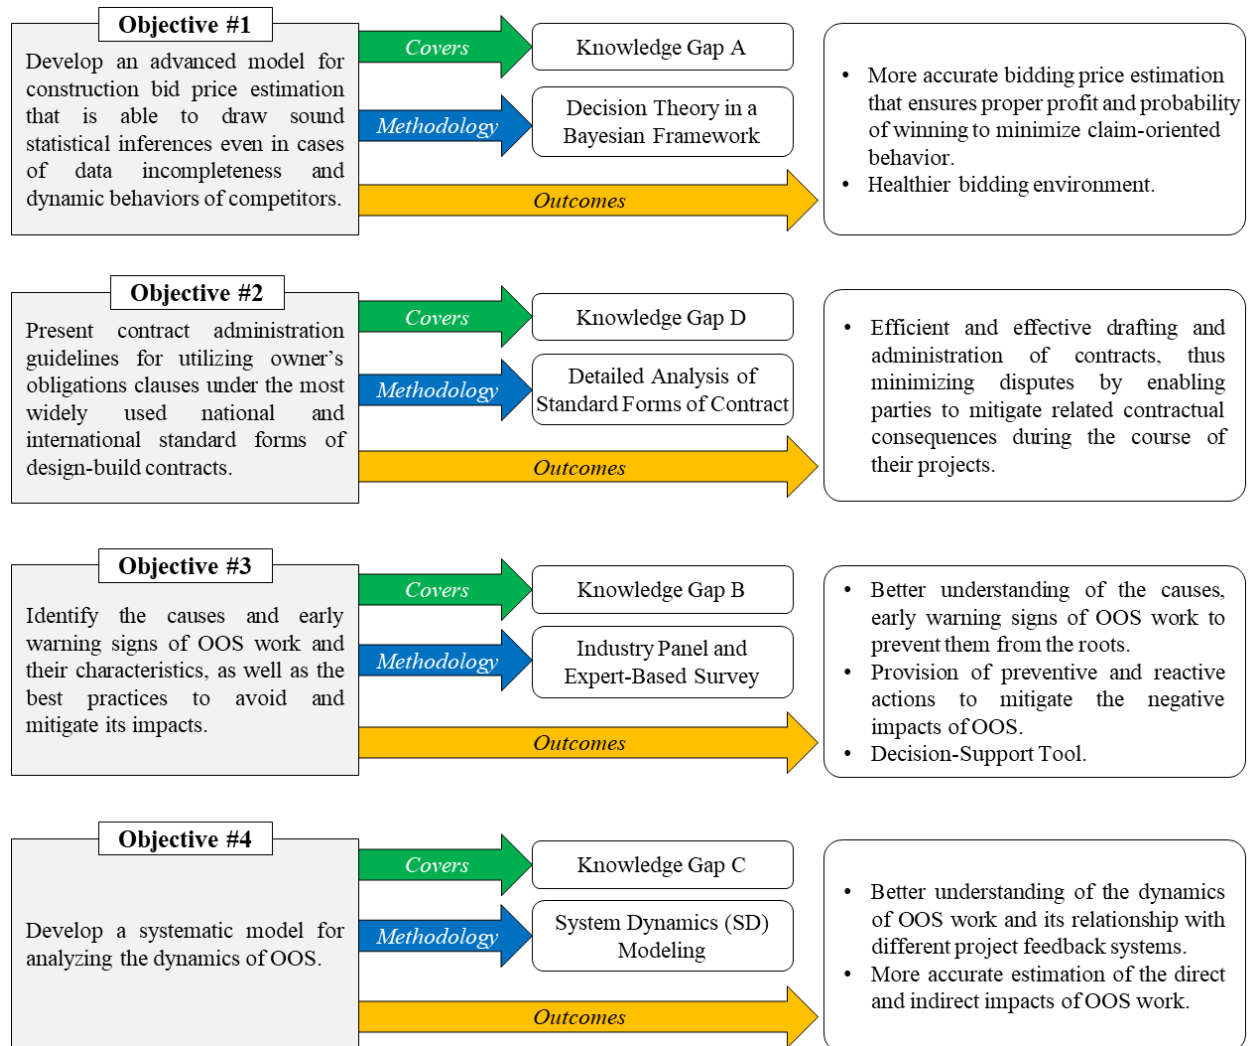 Objective #1
Develop an advanced model for
construction bid price estimation
that is able to draw sound
statistical inferences even in cases
of data incompleteness and
dynamic behaviors of competitors.
Covers
Knowledge Gap A
Methodology
Decision Theory in a
Bayesian Framework
Outcomes
• More accurate bidding price estimation
that ensures proper profit and probability
of winning to minimize claim-oriented
behavior.
• Healthier bidding environment.
Objective #2
Present contract administration
guidelines for utilizing owner's
obligations clauses under the most
widely used national and
international standard forms of
design-build contracts.
Covers
Knowledge Gap D
Methodology
Detailed Analysis of
Standard Forms of Contract
Outcomes
• Efficient and effective drafting and
administration of contracts, thus
minimizing disputes by enabling
parties to mitigate related contractual
consequences during the course of
their projects.
Objective #3
Identify the causes and early
warning signs of OOS work and
their characteristics, as well as the
best practices to avoid and
mitigate its impacts.
Covers
Knowledge Gap B
Methodology
Industry Panel and
Expert-Based Survey
Outcomes
• Better understanding of the causes,
early warning signs of OOS work to
prevent them from the roots.
• Provision of preventive and reactive
actions to mitigate the negative
impacts of OOS.
• Decision-Support Tool.
Objective #4
Develop a systematic model for
analyzing the dynamics of OOS.
Covers
Knowledge Gap C
Methodology
System Dynamics (SD)
Modeling
Outcomes
• Better understanding of the dynamics
of OOS work and its relationship with
different project feedback systems.
• More accurate estimation of the direct
and indirect impacts of OOS work.